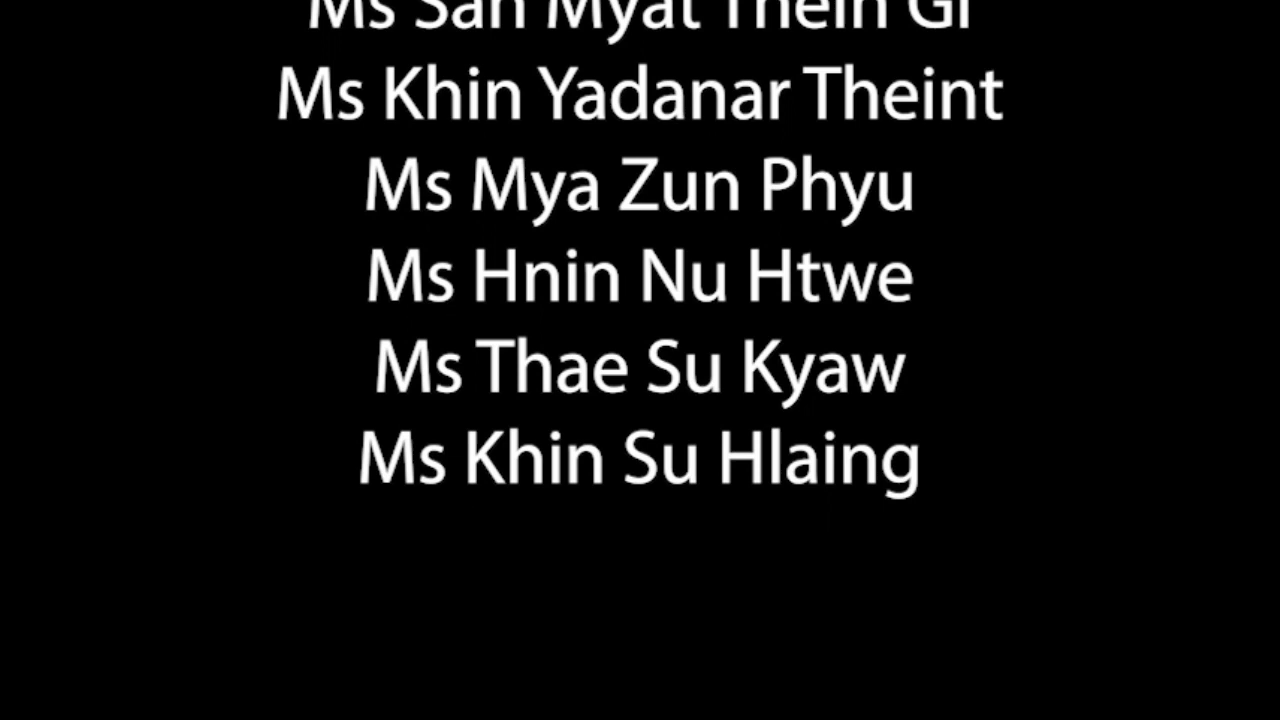 Ms San Myat Thein Gi
Ms Khin Yadanar Theint
Ms Mya Zun Phyu
Ms Hnin Nu Htwe
Ms Thae Su Kyaw
Ms Khin Su Hlaing